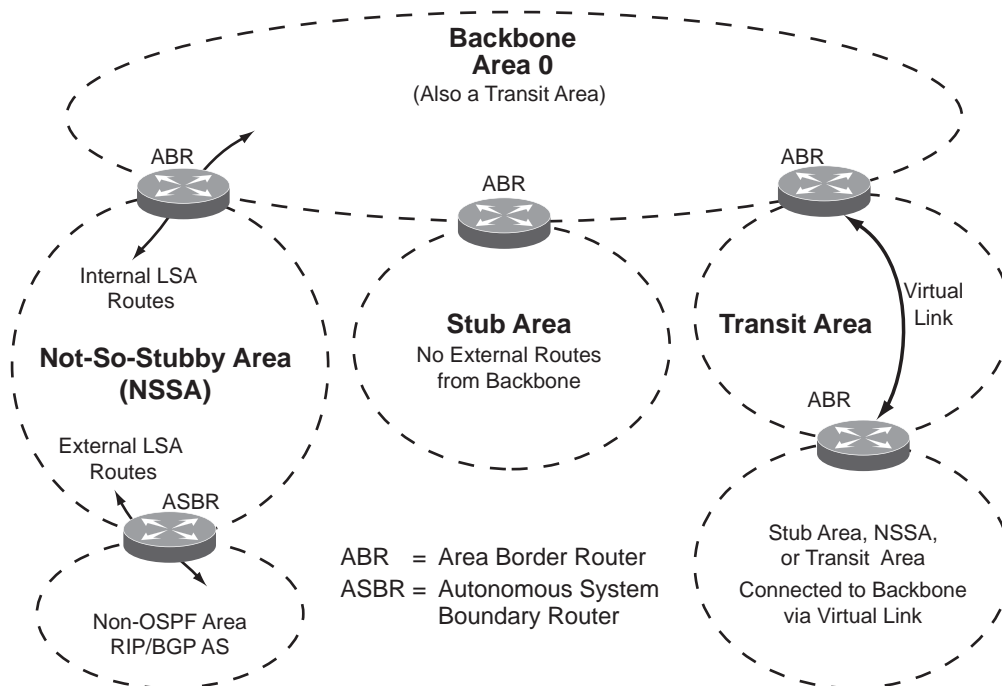 Backbone
Area 0
(Also a Transit Area)
ABR
ABR
ABR
Internal LSA
Routes
Not-So-Stubby Area
(NSSA)
Stub Area
No External Routes
from Backbone
Transit Area
Virtual
Link
ABR
External LSA
Routes
ASBR
Non-OSPF Area
RIP/BGP AS
ABR = Area Border Router
ASBR = Autonomous System
Boundary Router
Stub Area, NSSA,
or Transit Area
Connected to Backbone
via Virtual Link